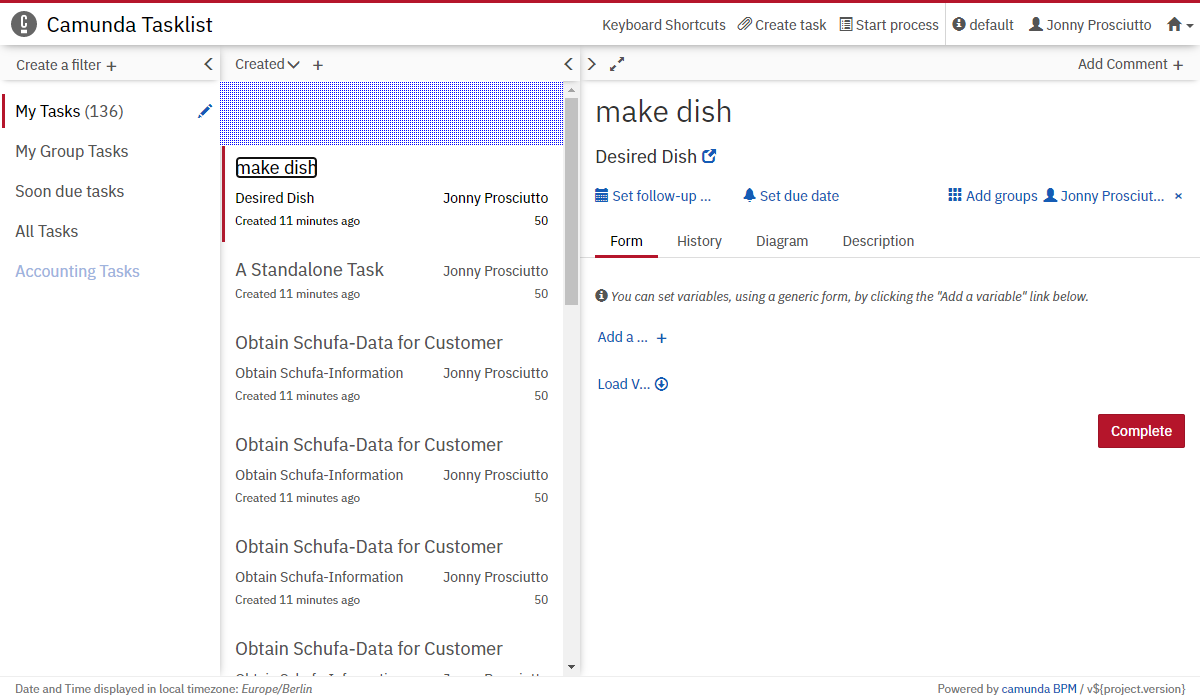 Camunda Tasklist
Keyboard Shortcuts Create task Start process default Jonny Prosciutto
Create a filter +
My Tasks (136)
My Group Tasks
Soon due tasks
All Tasks
Accounting Tasks
Created +
make dish
Desired Dish Jonny Prosciutto
Created 11 minutes ago 50
A Standalone Task Jonny Prosciutto
Created 11 minutes ago 50
Obtain Schufa-Data for Customer
Obtain Schufa-Information Jonny Prosciutto
Created 11 minutes ago 50
Obtain Schufa-Data for Customer
Obtain Schufa-Information Jonny Prosciutto
Created 11 minutes ago 50
Obtain Schufa-Data for Customer
Obtain Schufa-Information Jonny Prosciutto
Created 11 minutes ago 50
Obtain Schufa-Data for Customer
Add Comment +
make dish
Desired Dish
Set follow-up ... Set due date Add groups Jonny Prosciut... ×
Form History Diagram Description
You can set variables, using a generic form, by clicking the "Add a variable" link below.
Add a ... +
Load V...
Complete
Date and Time displayed in local timezone: Europe/Berlin
Powered by camunda BPM / v${project.version}